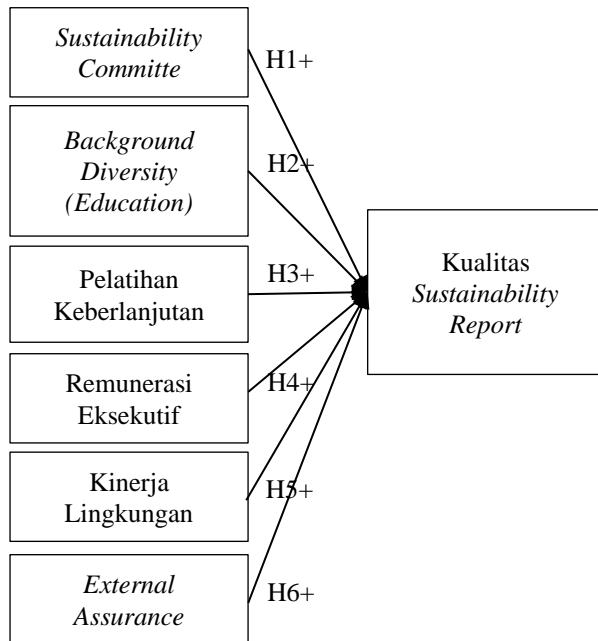 Sustainability
Committe
H1+
Background
Diversity
(Education)
H2+
Pelatihan
Keberlanjutan
H3+
Remunerasi
Eksekutif
H4+
Kinerja
Lingkungan
H5+
External
Assurance
H6+
Kualitas
Sustainability
Report